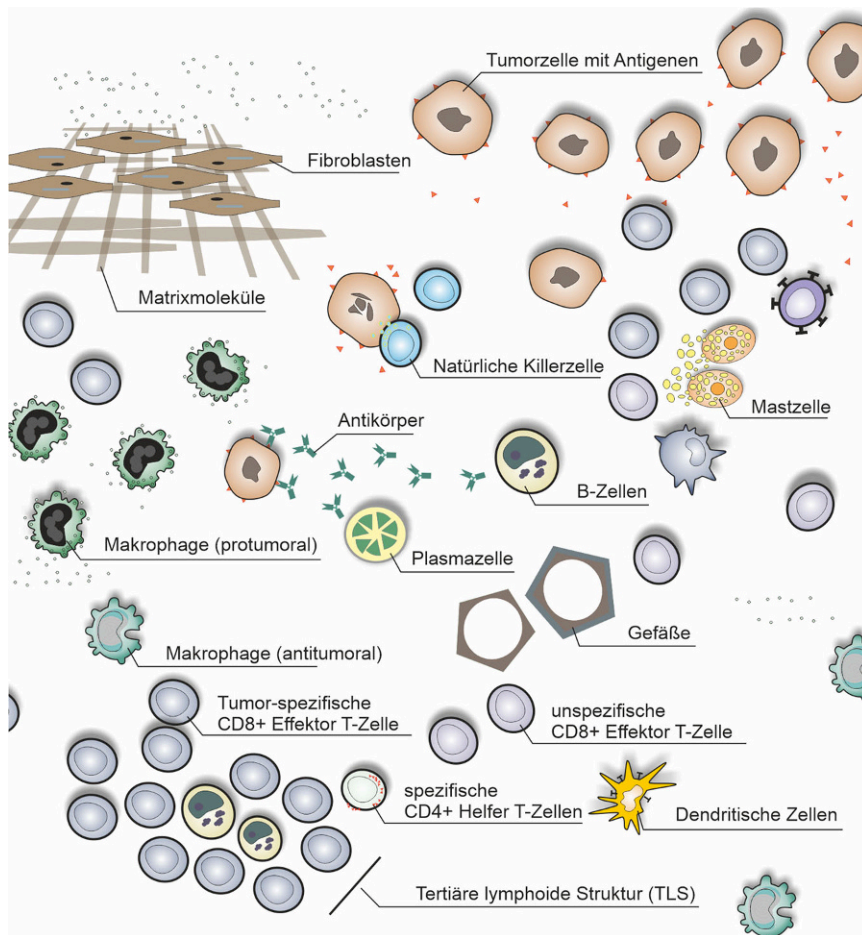 Tumorzelle mit Antigenen
Fibroblasten
Matrixmoleküle
Natürliche Killerzelle
Mastzelle
Antikörper
B-Zellen
Makrophage (protumoral)
Plasmazelle
Gefäße
Makrophage (antitumoral)
Tumor-spezifische
CD8+ Effektor T-Zelle
unspezifische
CD8+ Effektor T-Zelle
spezifische
CD4+ Helfer T-Zellen
Dendritische Zellen
Tertiäre lymphoide Struktur (TLS)